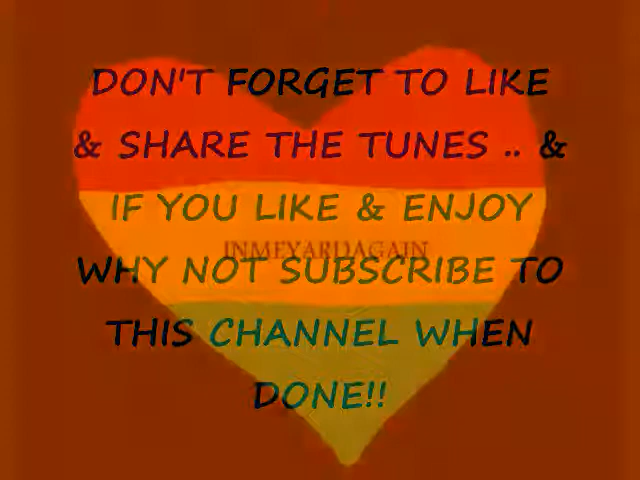 DON'T FORGET TO LIKE
& SHARE THE TUNES .. &
IF YOU LIKE & ENJOY
INMEYARDAGAIN
WHY NOT SUBSCRIBE TO
THIS CHANNEL WHEN
DONE!!